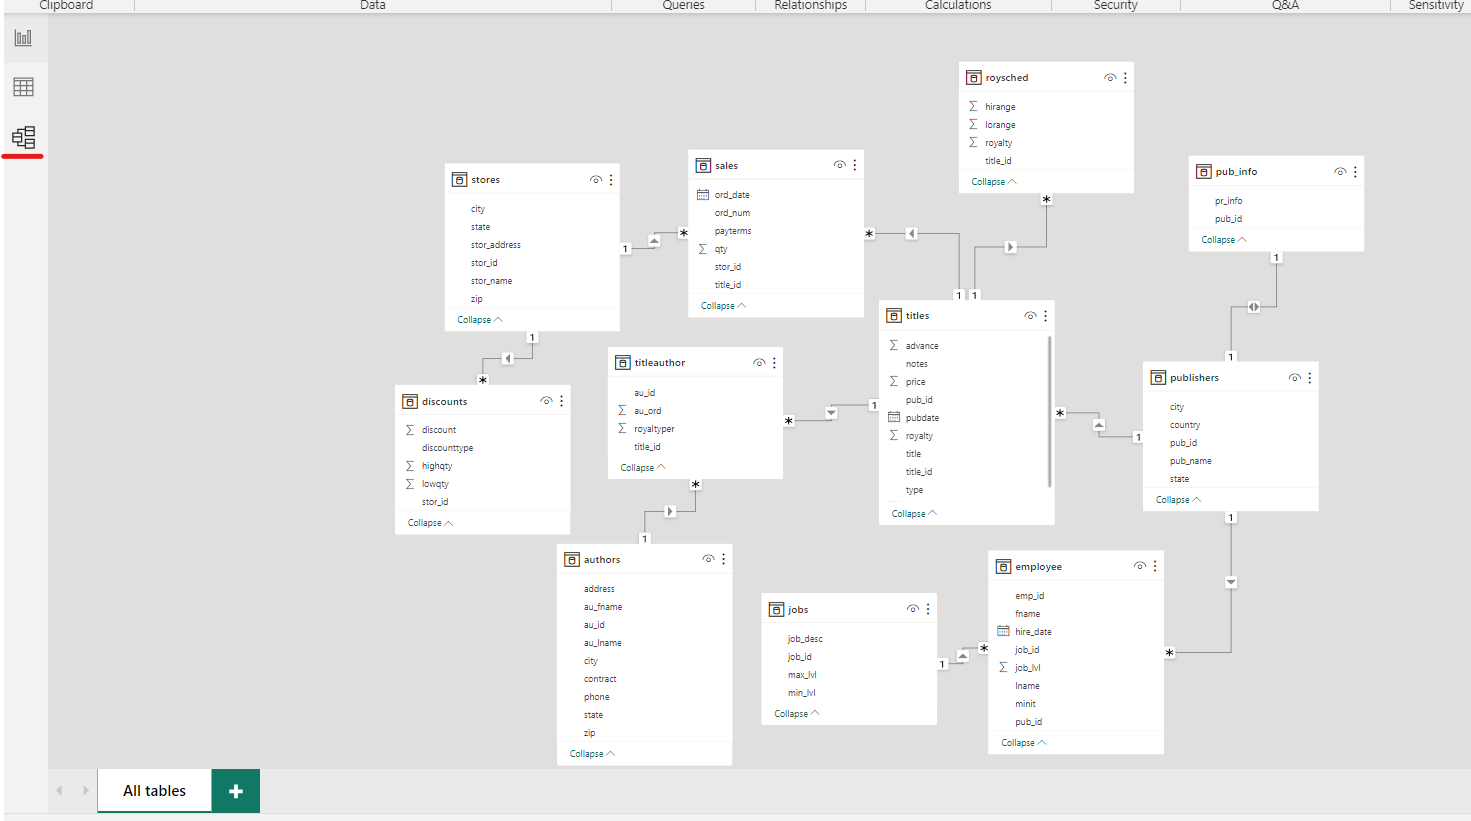 Clipboard
Data
Queries
Relationships
Calculations
Security
Q&A
Sensitivity
roysched
hirange
lorange
royalty
title_id
Collapse
*
sales
ord_date
ord_num
payterms
qty
stor_id
title_id
Collapse
*
*
pub_info
pr_info
pub_id
Collapse
1
1
stores
city
state
stor_address
stor_id
stor_name
zip
Collapse
1
1
*
1 1
titles
advance
notes
price
pub_id
pubdate
royalty
title
title_id
type
Collapse
1
*
titleauthor
au_id
au_ord
royaltyper
title_id
Collapse
*
*
publishers
city
country
pub_id
pub_name
state
Collapse
1
1
discounts
discount
discounttype
highqty
lowqty
stor_id
Collapse
1
authors
address
au_fname
au_id
au_lname
city
contract
phone
state
zip
Collapse
jobs
job_desc
job_id
max_lvl
min_lvl
Collapse
1
*
employee
emp_id
fname
hire_date
job_id
job_lvl
lname
minit
pub_id
Collapse
*
All tables
+